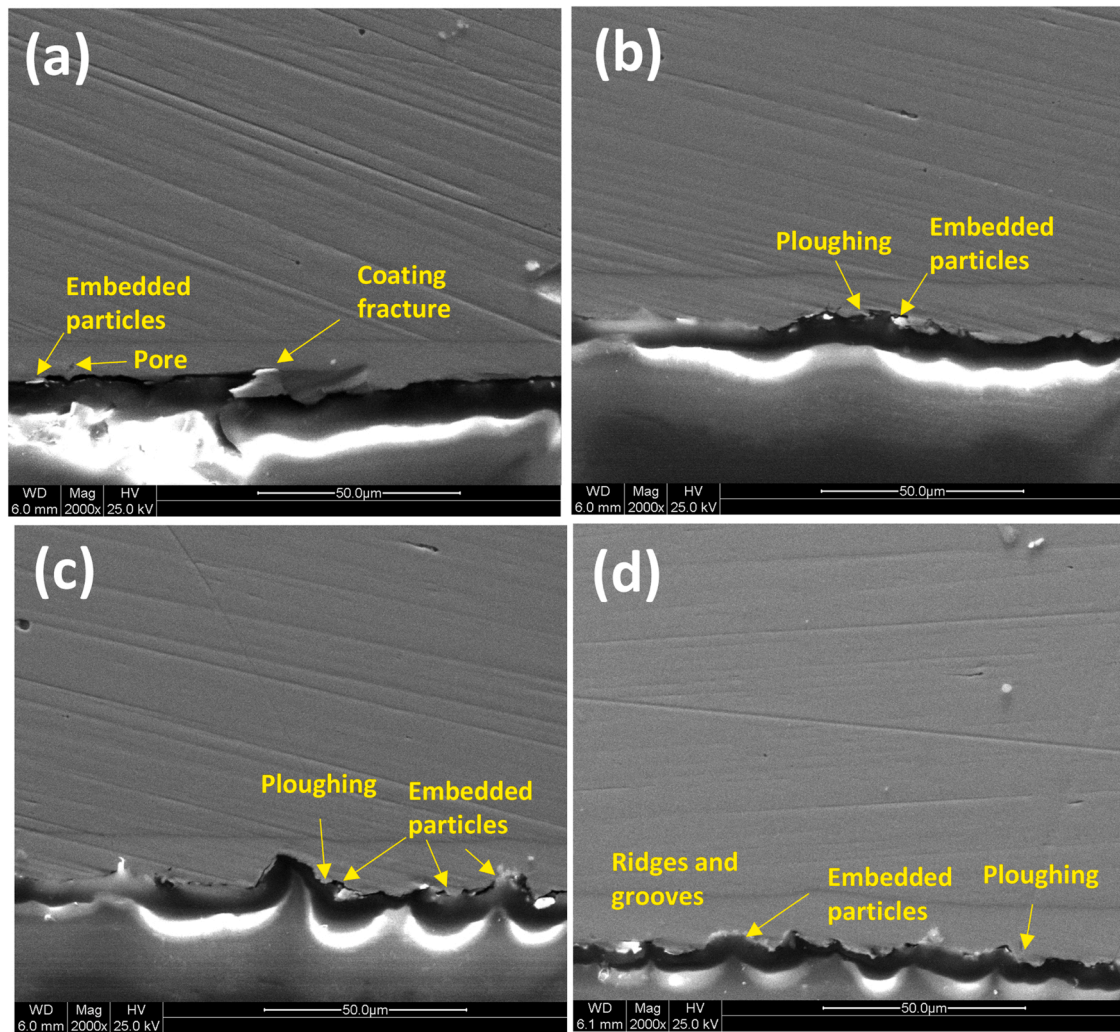 (a)
Embedded
particles
Pore
Coating
fracture
WD Mag HV
6.0 mm 2000x 25.0 kV
50.0µm
(b)
Ploughing
Embedded
particles
WD Mag HV
6.0 mm 2000x 25.0 kV
50.0µm
(c)
Ploughing
Embedded
particles
WD Mag HV
6.0 mm 2000x 25.0 kV
50.0µm
(d)
Ridges and
grooves
Embedded
particles
Ploughing
WD Mag HV
6.1 mm 2000x 25.0 kV
50.0µm